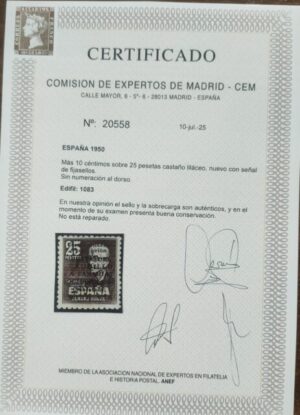 CERTIFICADO
COMISION DE EXPERTOS DE MADRID - CEM
CALLE MAYOR, 6 - 5º- 6 - 28013 MADRID - ESPAÑA
Nº: 20558
10-jul.-25
ESPAÑA 1950
Más 10 céntimos sobre 25 pesetas castaño liláceo, nuevo con señal
de fijasellos.
Sin numeración al dorso
Edifil: 1083
En nuestra opinión el sello y la sobrecarga son auténticos, y en el
momento de su examen presenta buena conservación.
No está reparado.
25
ESPAÑA
MIEMBRO DE LA ASOCIACION NACIONAL DE EXPERTOS EN FILATELIA
E HISTORIA POSTAL. ANEF